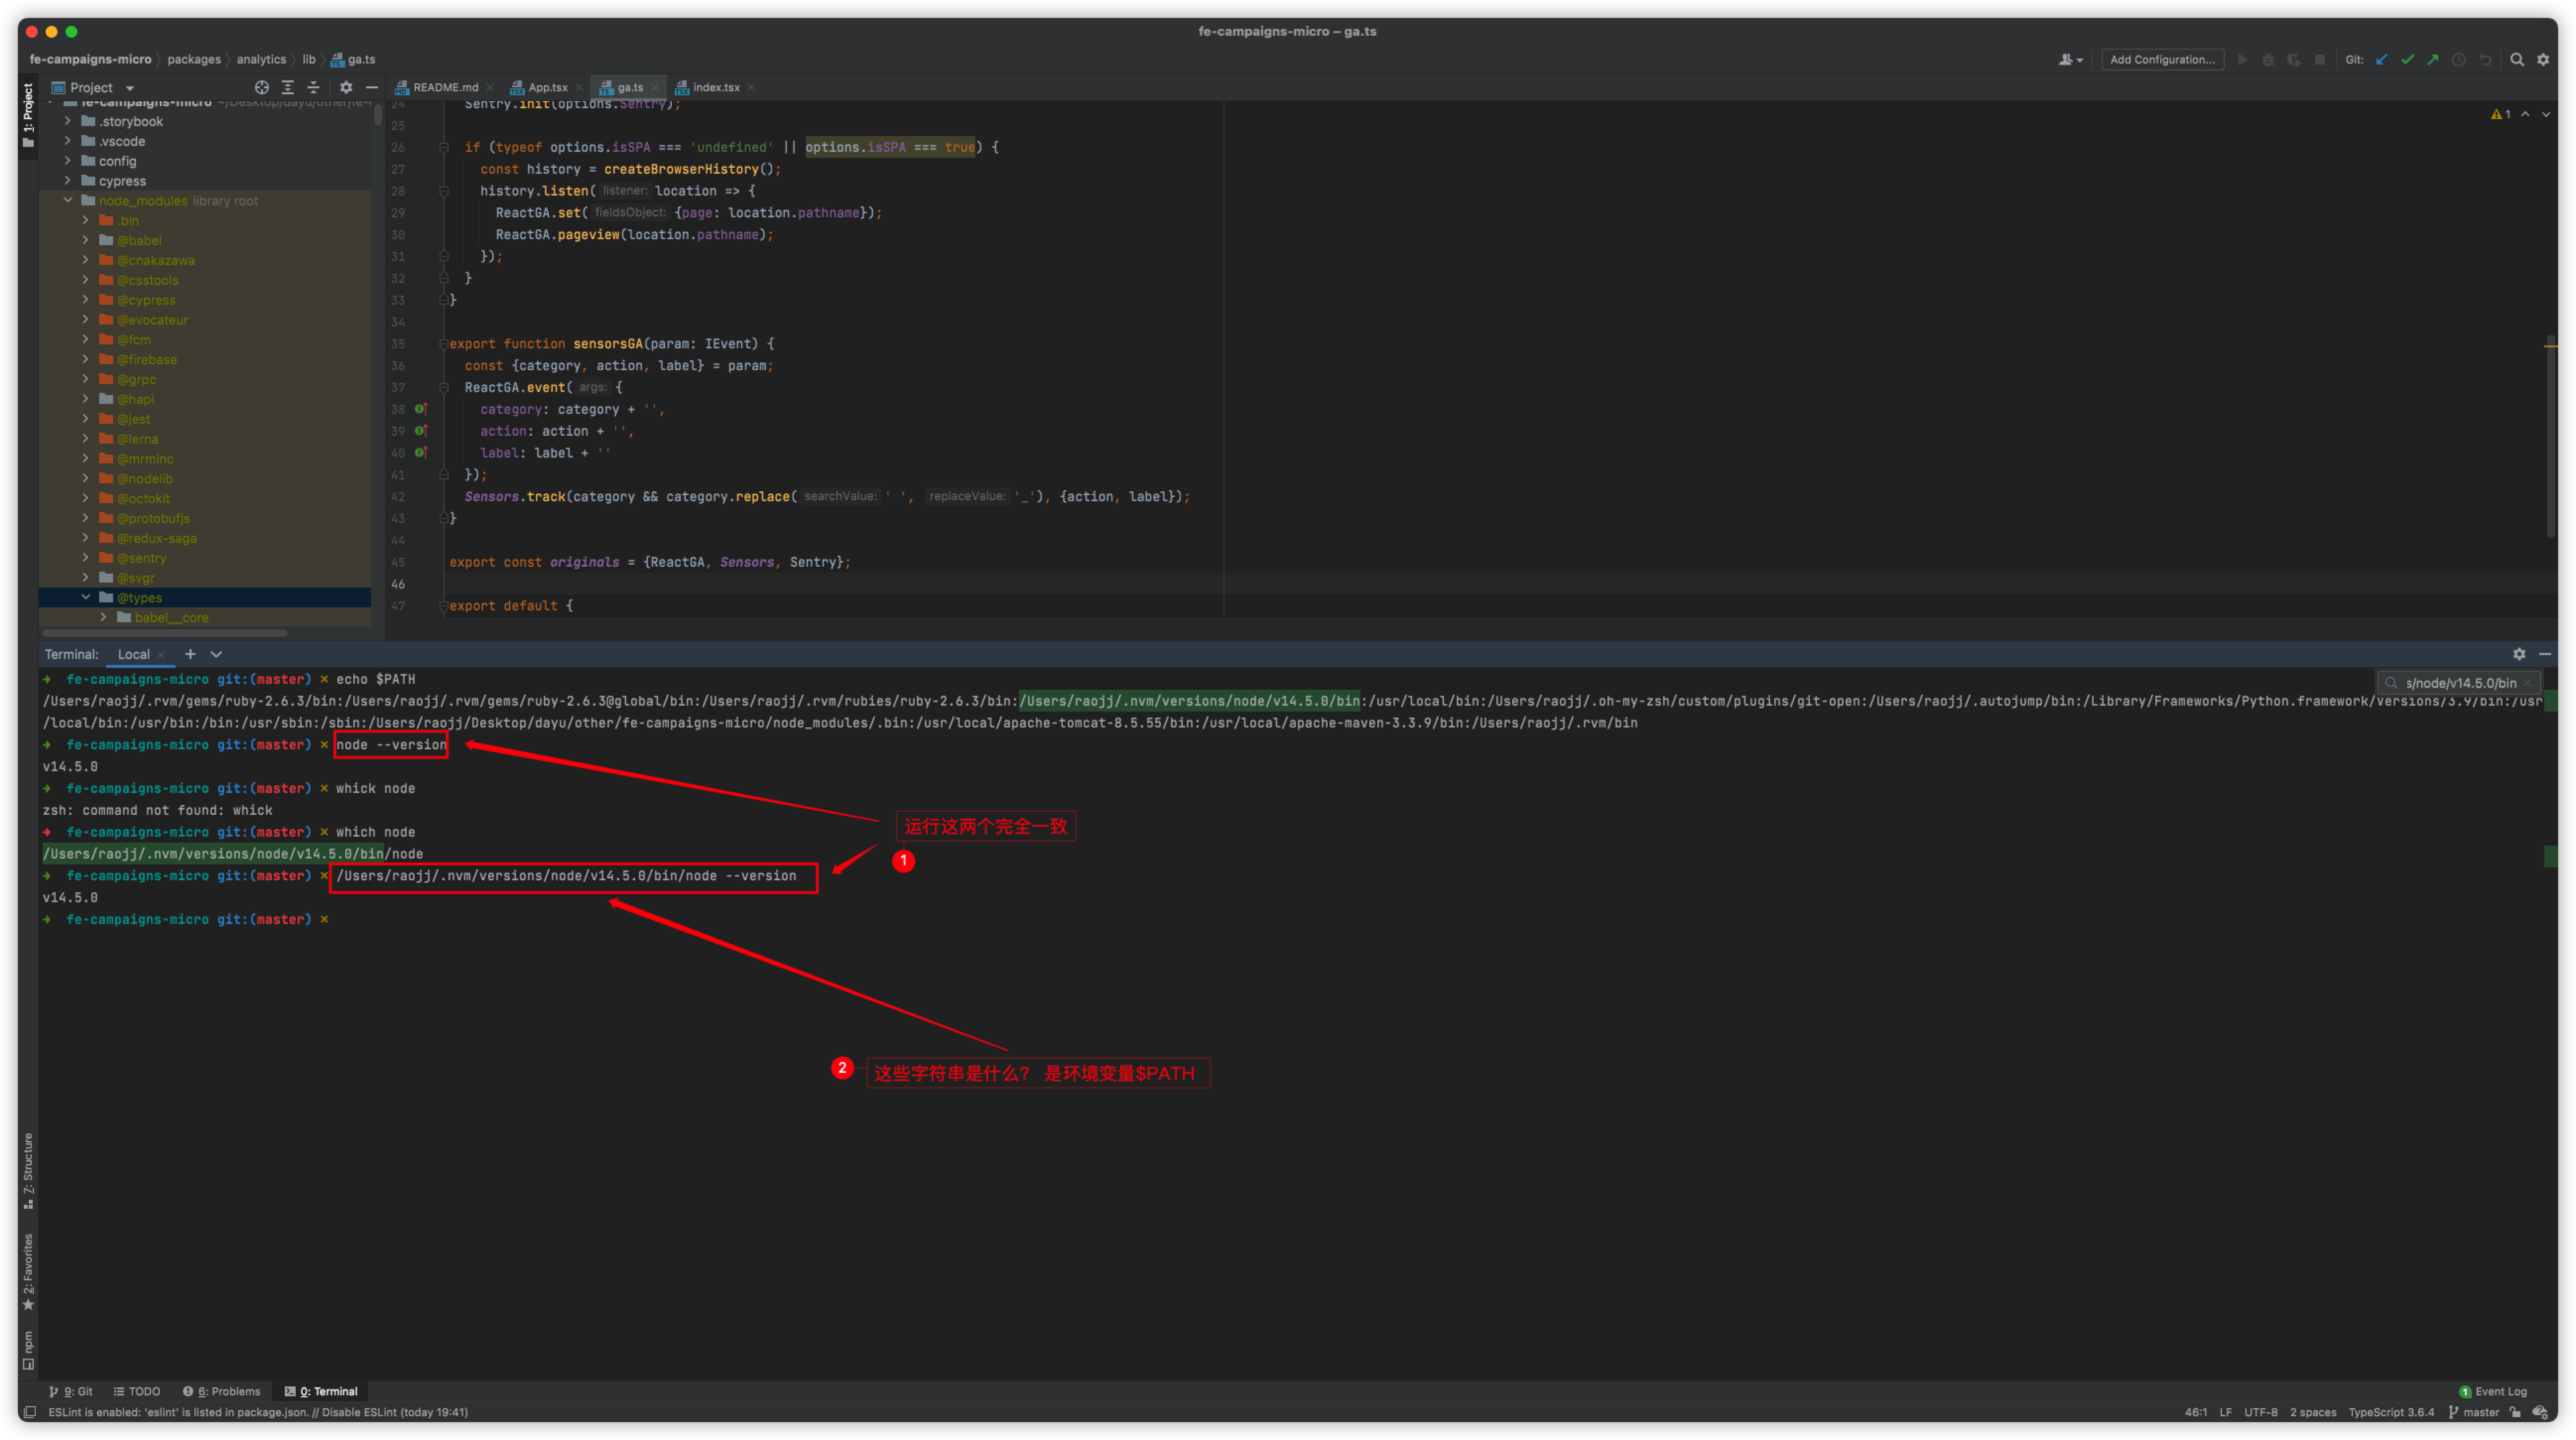 fe-campaigns-micro – ga.ts
fe-campaigns-micro packages analytics lib ga.ts
Add Configuration...
Git:
1: Project
Project
README.md
App.tsx
ga.ts
index.tsx
fe-campaigns-micro
.storybook
.vscode
config
cypress
node_modules library root
.bin
@babel
@cnakazawa
@csstools
@cypress
@evocateur
@fcm
@firebase
@grpc
@hapi
@jest
@lerna
@mrmlnc
@nodelib
@octokit
@protobufjs
@redux-saga
@sentry
@svgr
@types
babel__core
1
24 Sentry.init(options.Sentry);
25
26 if (typeof options.isSPA === 'undefined' || options.isSPA === true) {
27 const history = createBrowserHistory();
28 history.listen( listener: location => {
29 ReactGA.set( fieldsObject: {page: location.pathname});
30 ReactGA.pageview(location.pathname);
31 });
32 }
33 }
34
35 export function sensorsGA(param: IEvent) {
36 const {category, action, label} = param;
37 ReactGA.event( args: {
38 category: category + '',
39 action: action + '',
40 label: label + ''
41 });
42 Sensors.track(category && category.replace( searchValue: ' ', replaceValue: '_'), {action, label});
43 }
44
45 export const originals = {ReactGA, Sensors, Sentry};
46
47 export default {
Terminal: Local
s/node/v14.5.0/bin
➜ fe-campaigns-micro git:(master) ✗ echo $PATH
/Users/raojj/.rvm/gems/ruby-2.6.3/bin:/Users/raojj/.rvm/gems/ruby-2.6.3@global/bin:/Users/raojj/.rvm/rubies/ruby-2.6.3/bin:/Users/raojj/.nvm/versions/node/v14.5.0/bin:/usr/local/bin:/Users/raojj/.oh-my-zsh/custom/plugins/git-open:/Users/raojj/.autojump/bin:/Library/Frameworks/Python.framework/Versions/3.9/bin:/usr
/local/bin:/usr/bin:/bin:/usr/sbin:/sbin:/Users/raojj/Desktop/dayu/other/fe-campaigns-micro/node_modules/.bin:/usr/local/apache-tomcat-8.5.55/bin:/usr/local/apache-maven-3.3.9/bin:/Users/raojj/.rvm/bin
➜ fe-campaigns-micro git:(master) ✗ node --version
v14.5.0
➜ fe-campaigns-micro git:(master) ✗ whick node
zsh: command not found: whick
➜ fe-campaigns-micro git:(master) ✗ which node
/Users/raojj/.nvm/versions/node/v14.5.0/bin/node
➜ fe-campaigns-micro git:(master) ✗ /Users/raojj/.nvm/versions/node/v14.5.0/bin/node --version
v14.5.0
➜ fe-campaigns-micro git:(master) ✗
运行这两个完全一致
1
2 这些字符串是什么? 是环境变量$PATH
Z: Structure
2: Favorites
npm
9: Git
TODO
6: Problems
0: Terminal
1 Event Log
ESLint is enabled: 'eslint' is listed in package.json. // Disable ESLint (today 19:41)
46:1 LF UTF-8 2 spaces TypeScript 3.6.4 master